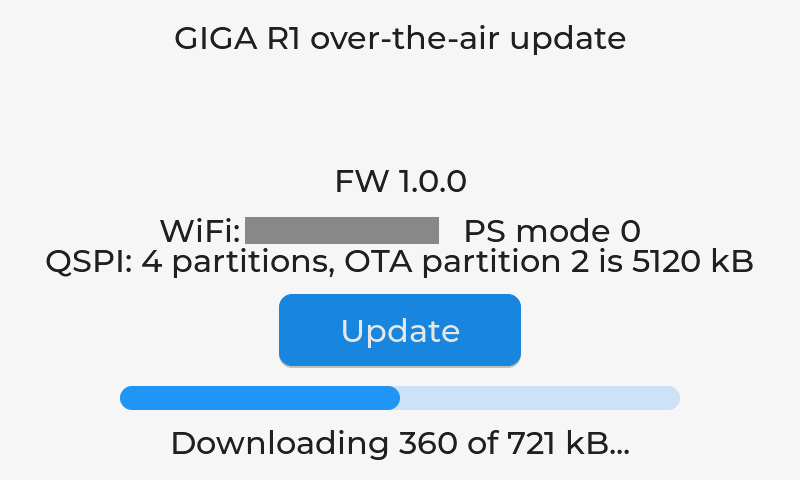 GIGA R1 over-the-air update
FW 1.0.0
WiFi: PS mode 0
QSPI: 4 partitions, OTA partition 2 is 5120 kB
Update
Downloading 360 of 721 kB...